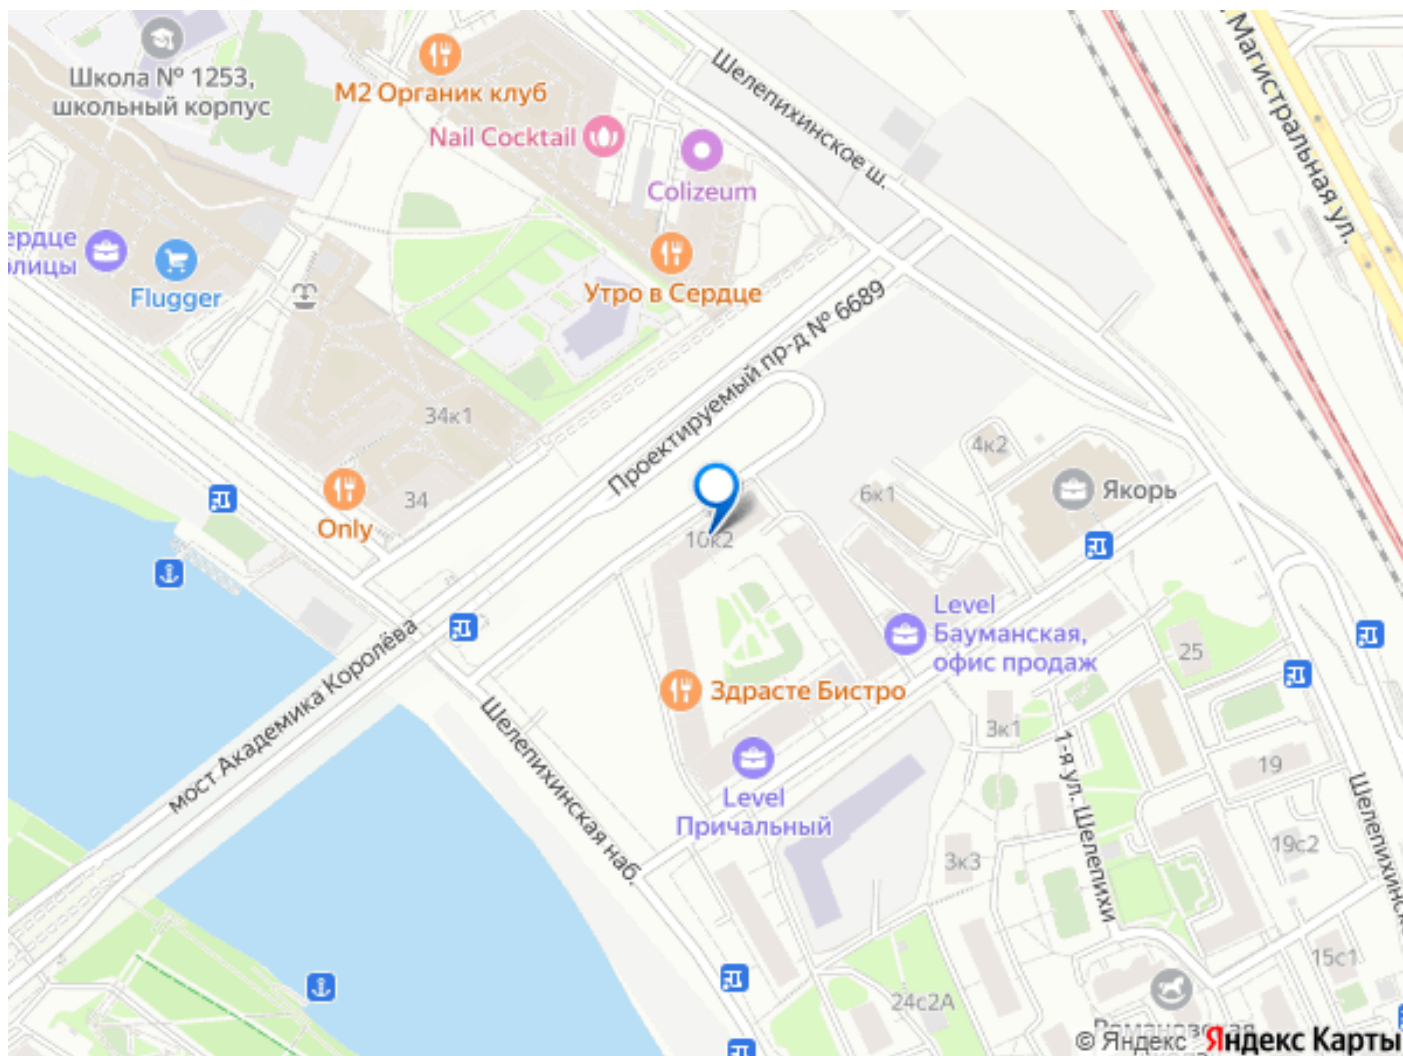 Школа № 1253,
школьный корпус
М2 Органик клуб
Nail Cocktail
Colizeum
Шелепихинское ш.
Магистральная ул.
Flugger
Утро в Сердце
Проектируемый пр-д № 6689
34к1
34
Only
4к2
6к1
Якорь
10к2
Level
Бауманская,
офис продаж
25
мост Академика Королёва
Здрасте Бистро
3к1
19
Level
Причальный
Шелепихинская наб.
1-я ул. Шелепихи
19с2
3к3
15с1
24с2А
© Яндекс Яндекс Карты